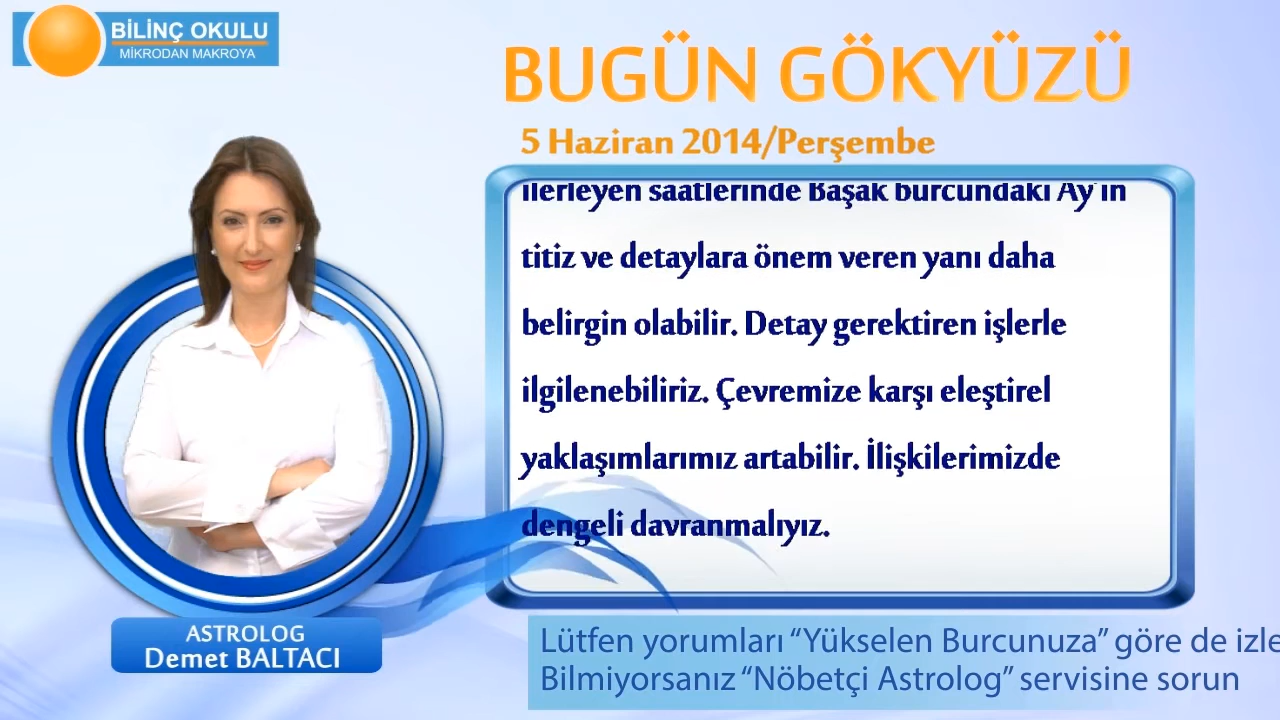 BİLİNÇ OKULU
MİKRODAN MAKROYA
BUGÜN GÖKYÜZÜ
5 Haziran 2014/Perşembe
ilerleyen saatlerinde Başak burcundaki Ay'ın
titiz ve detaylara önem veren yanı daha
belirgin olabilir. Detay gerektiren işlerle
ilgilenebiliriz. Çevremize karşı eleştirel
yaklaşımlarımız artabilir. İlişkilerimizde
dengeli davranmalıyız.
ASTROLOG
Demet BALTACI
Lütfen yorumları “Yükselen Burcunuza” göre de izle
Bilmiyorsanız “Nöbetçi Astrolog” servisine sorun